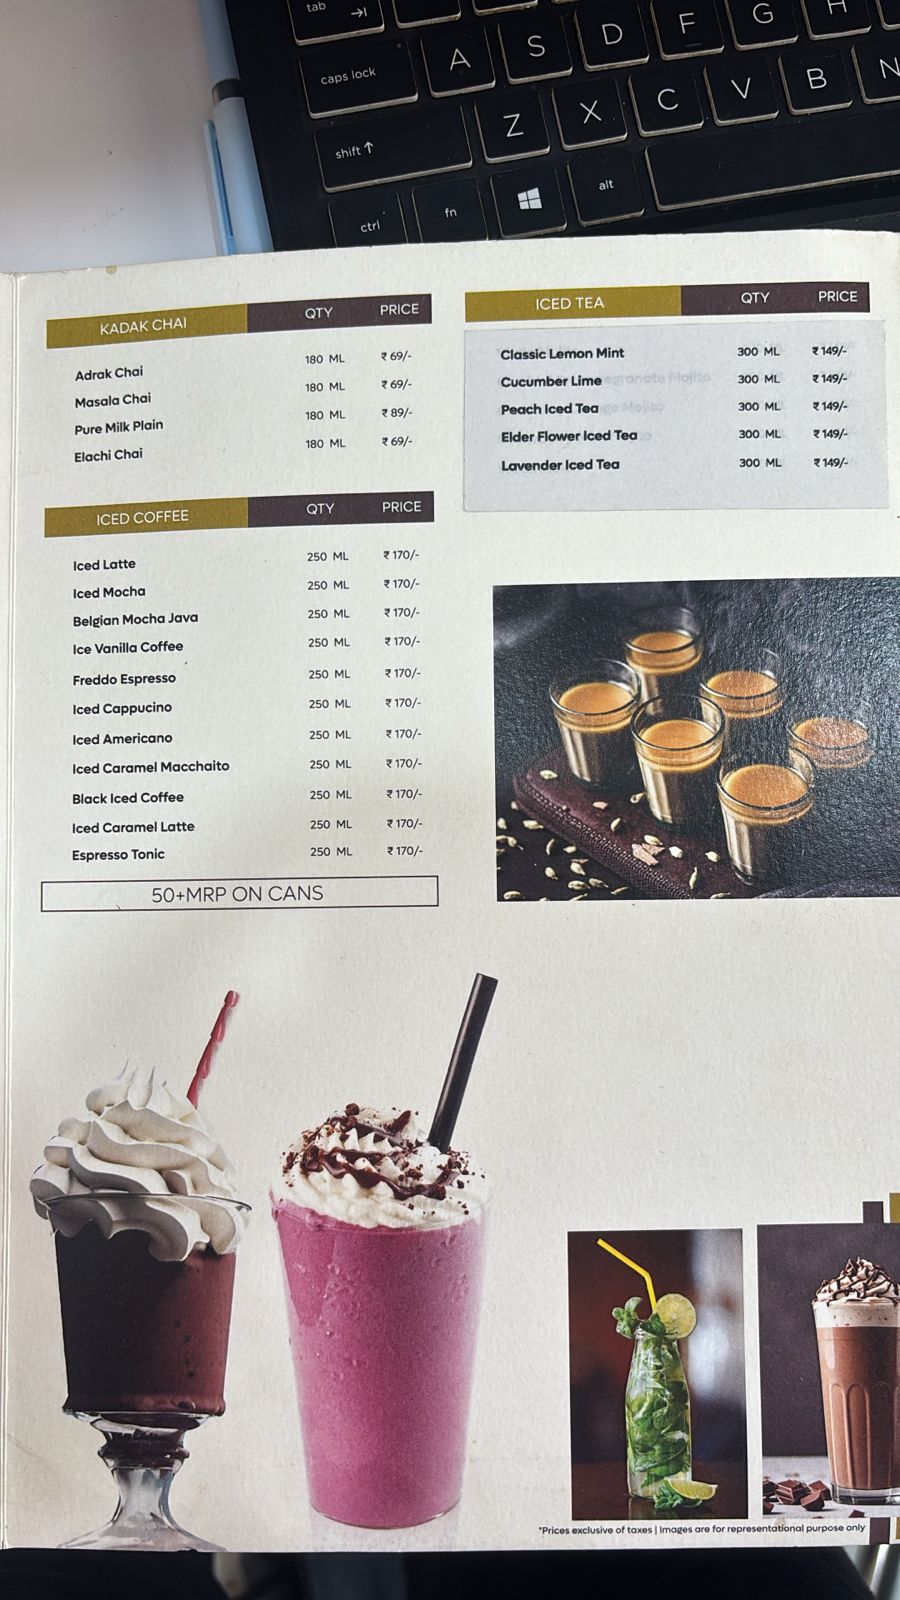 tab
A S D F G H
caps lock
Z X C V B N
shift
ctrl fn alt
KADAK CHAI QTY PRICE
Adrak Chai 180 ML ₹ 69/-
Masala Chai 180 ML ₹ 69/-
Pure Milk Plain 180 ML ₹ 89/-
Elachi Chai 180 ML ₹ 69/-
ICED COFFEE QTY PRICE
Iced Latte 250 ML ₹ 170/-
Iced Mocha 250 ML ₹ 170/-
Belgian Mocha Java 250 ML ₹ 170/-
Ice Vanilla Coffee 250 ML ₹ 170/-
Freddo Espresso 250 ML ₹ 170/-
Iced Cappucino 250 ML ₹ 170/-
Iced Americano 250 ML ₹ 170/-
Iced Caramel Macchaito 250 ML ₹ 170/-
Black Iced Coffee 250 ML ₹ 170/-
Iced Caramel Latte 250 ML ₹ 170/-
Espresso Tonic 250 ML ₹ 170/-
50+MRP ON CANS
ICED TEA QTY PRICE
Classic Lemon Mint 300 ML ₹ 149/-
Cucumber Lime 300 ML ₹ 149/-
Peach Iced Tea 300 ML ₹ 149/-
Elder Flower Iced Tea 300 ML ₹ 149/-
Lavender Iced Tea 300 ML ₹ 149/-
*Prices exclusive of taxes | Images are for representational purpose only